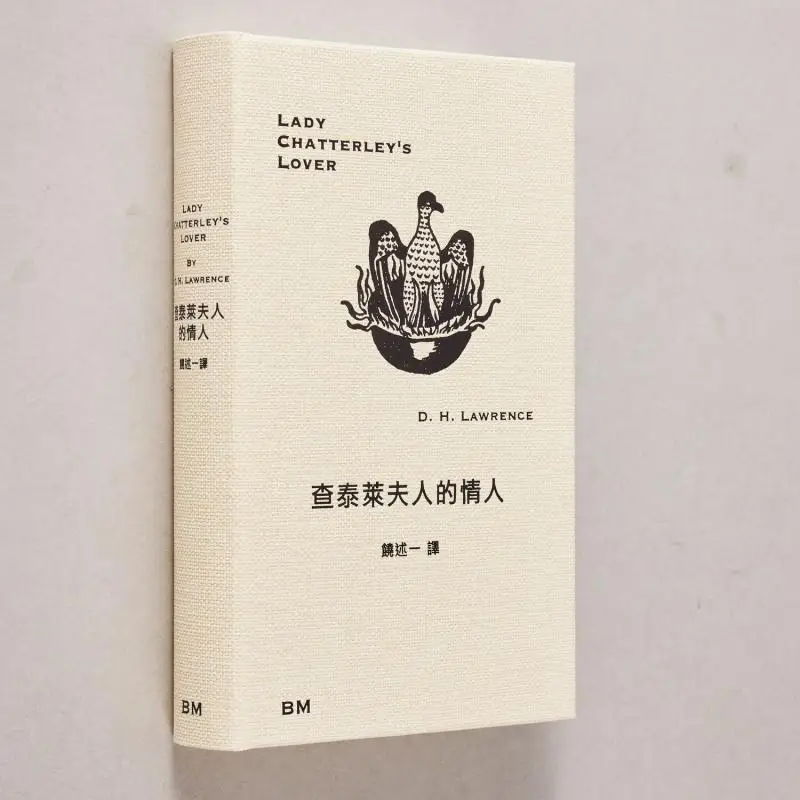 LADY
CHATTERLEY'S
LOVER
D. H. LAWRENCE
查泰萊夫人的情人
饒述一 譯
BM
LADY
CHATTERLEY'S
LOVER
BY
D. H. LAWRENCE
查泰萊夫人
的情人
饒述一譯
BM